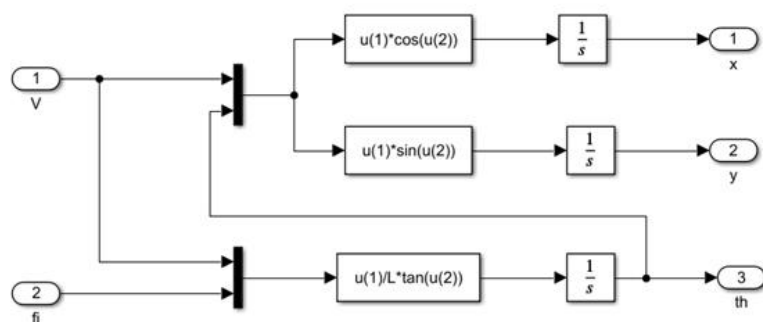 u(1)*cos(u(2))
1
s
1
x
1
V
u(1)*sin(u(2))
1
s
2
y
u(1)/L*tan(u(2))
1
s
3
th
2
fi